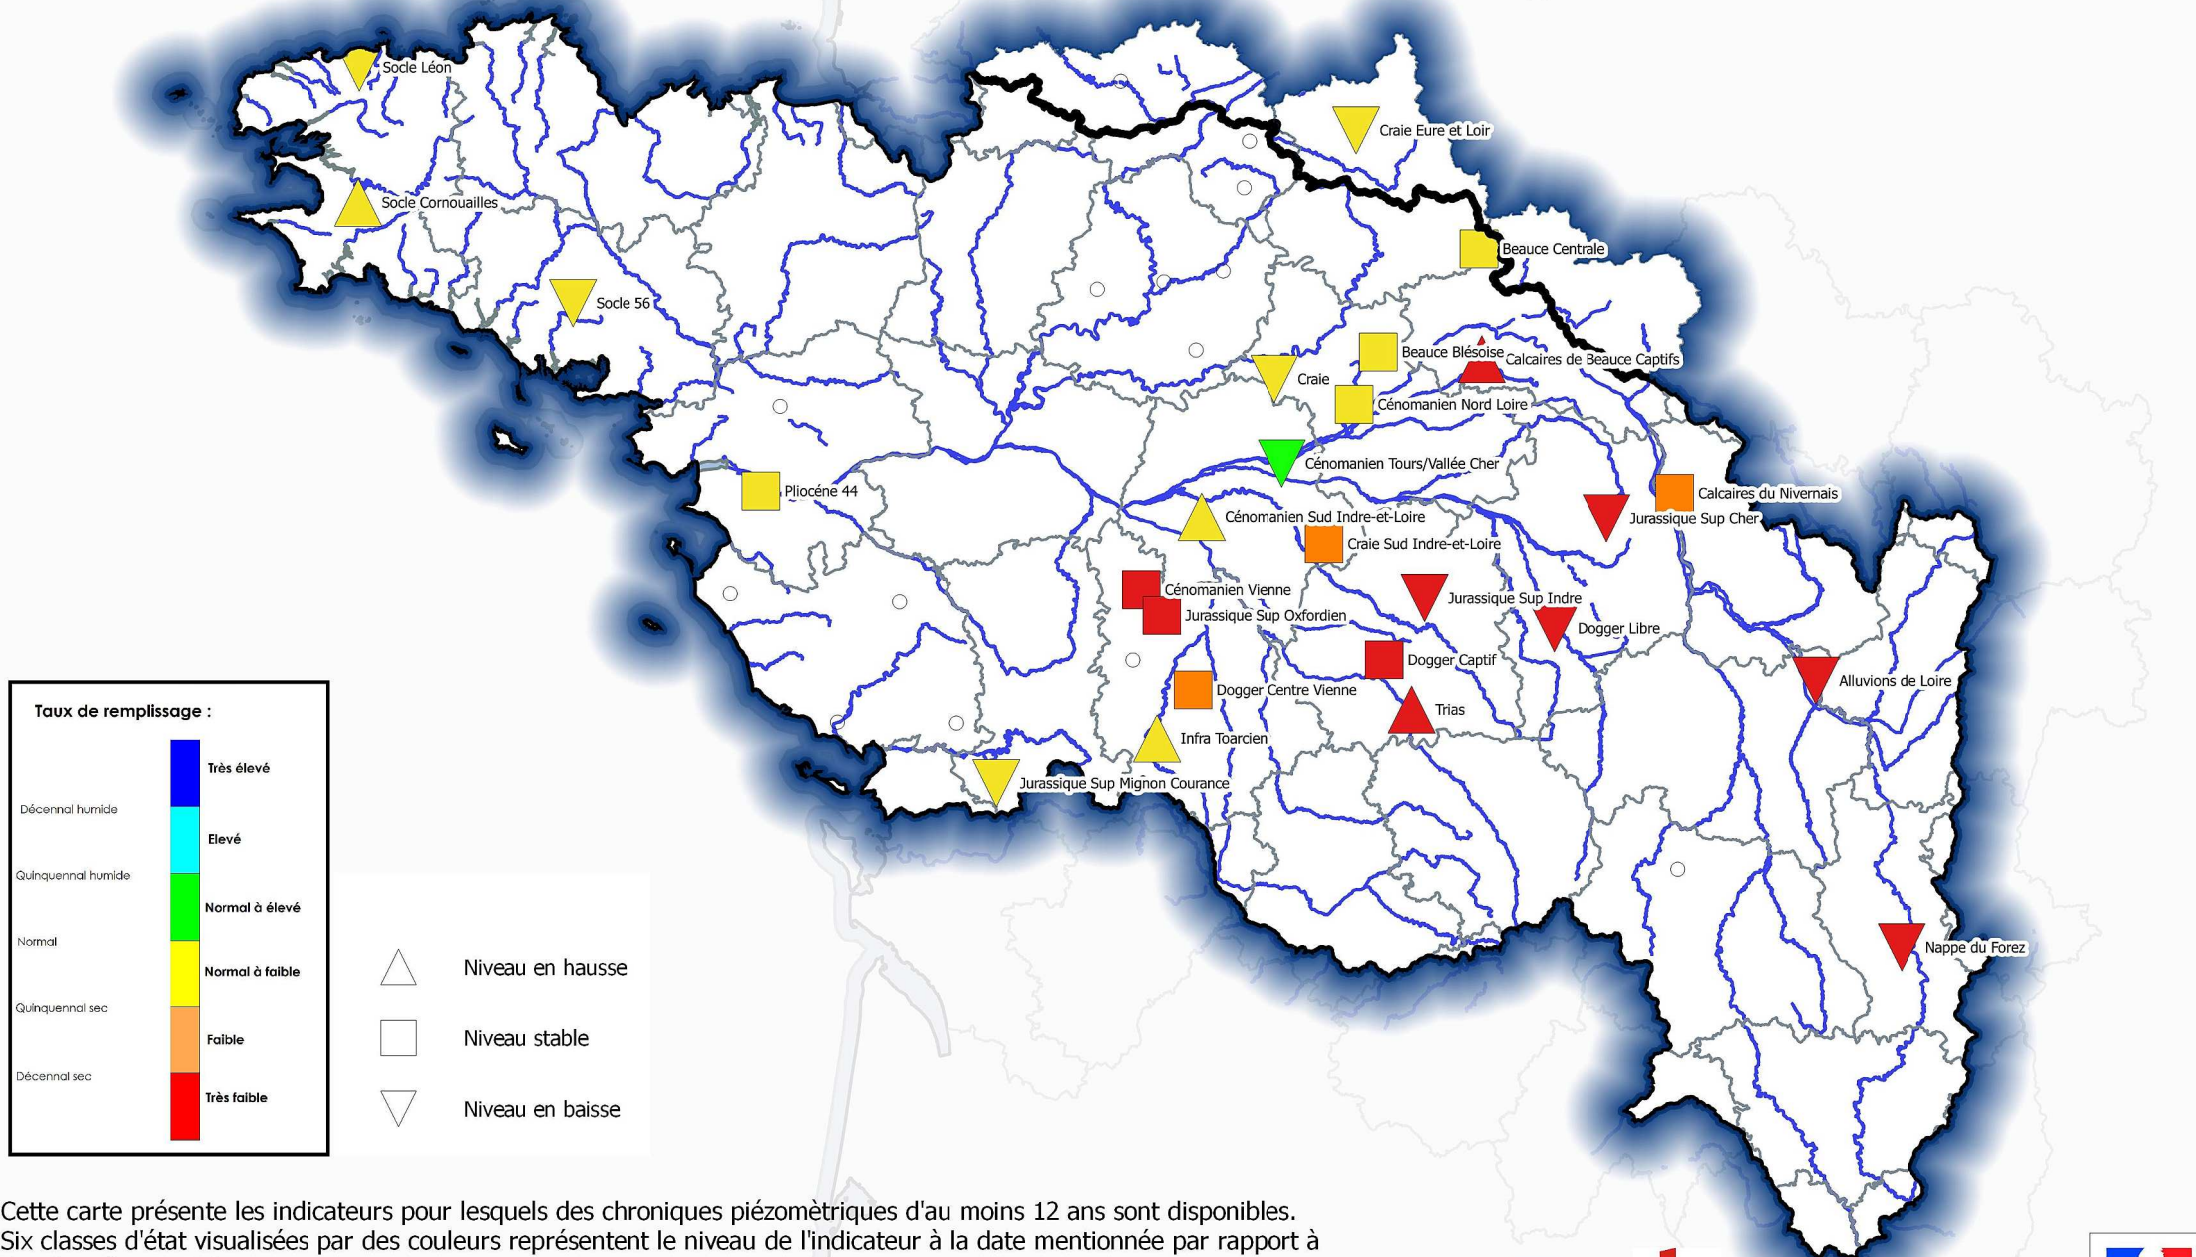 Socle Léon
Craie Eure et Loir
Socle Cornouailles
Beauce Centrale
Socle 56
Beauce Blésoise
Calcaires de Beauce Captifs
Craie
Cénomanien Nord Loire
Cénomanien Tours/Vallée Cher
Pliocéne 44
Calcaires du Nivernais
Cénomanien Sud Indre-et-Loire
Jurassique Sup Cher
Craie Sud Indre-et-Loire
Cénomanien Vienne
Jurassique Sup Indre
Jurassique Sup Oxfordien
Dogger Libre
Dogger Captif
Alluvions de Loire
Dogger Centre Vienne
Trias
Infra Toarcien
Jurassique Sup Mignon Courance
Nappe du Forez
Taux de remplissage :
Très élevé
Décennal humide
Elevé
Quinquennal humide
Normal à élevé
Normal
Normal à faible
Quinquennal sec
Faible
Décennal sec
Très faible
Niveau en hausse
Niveau stable
Niveau en baisse
Cette carte présente les indicateurs pour lesquels des chroniques piézomètriques d'au moins 12 ans sont disponibles.
Six classes d'état visualisées par des couleurs représentent le niveau de l'indicateur à la date mentionnée par rapport à